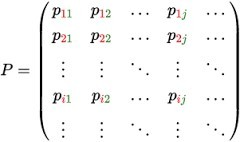 P = ( p₁₁ p₁₂ … p₁ⱼ …
p₂₁ p₂₂ … p₂ⱼ …
⋮ ⋮ ⋱ ⋮ ⋱
pᵢ₁ pᵢ₂ … pᵢⱼ …
⋮ ⋮ ⋱ ⋮ ⋱ )